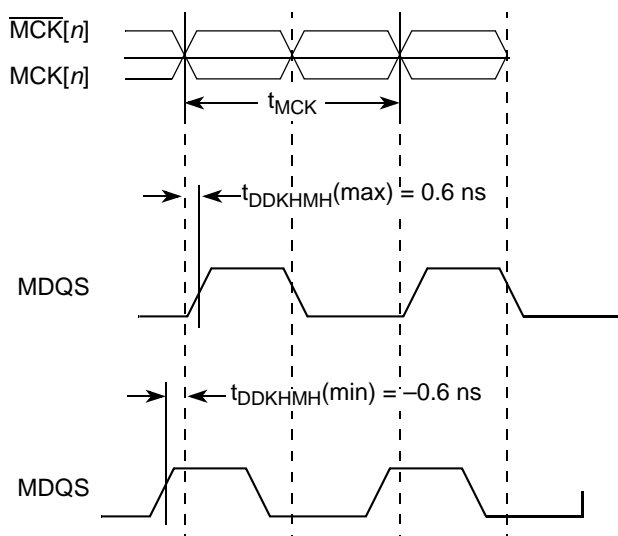 MCK[n]
MCK[n]
tMCK
tDDKHMH(max) = 0.6 ns
MDQS
tDDKHMH(min) = –0.6 ns
MDQS